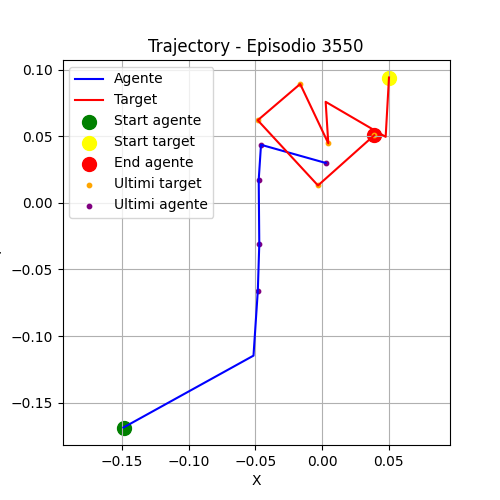 Trajectory - Episodio 3550
Agente
Target
Start agente
Start target
End agente
Ultimi target
Ultimi agente
0.10
0.05
0.00
−0.05
−0.10
−0.15
−0.15
−0.10
−0.05
0.00
0.05
X